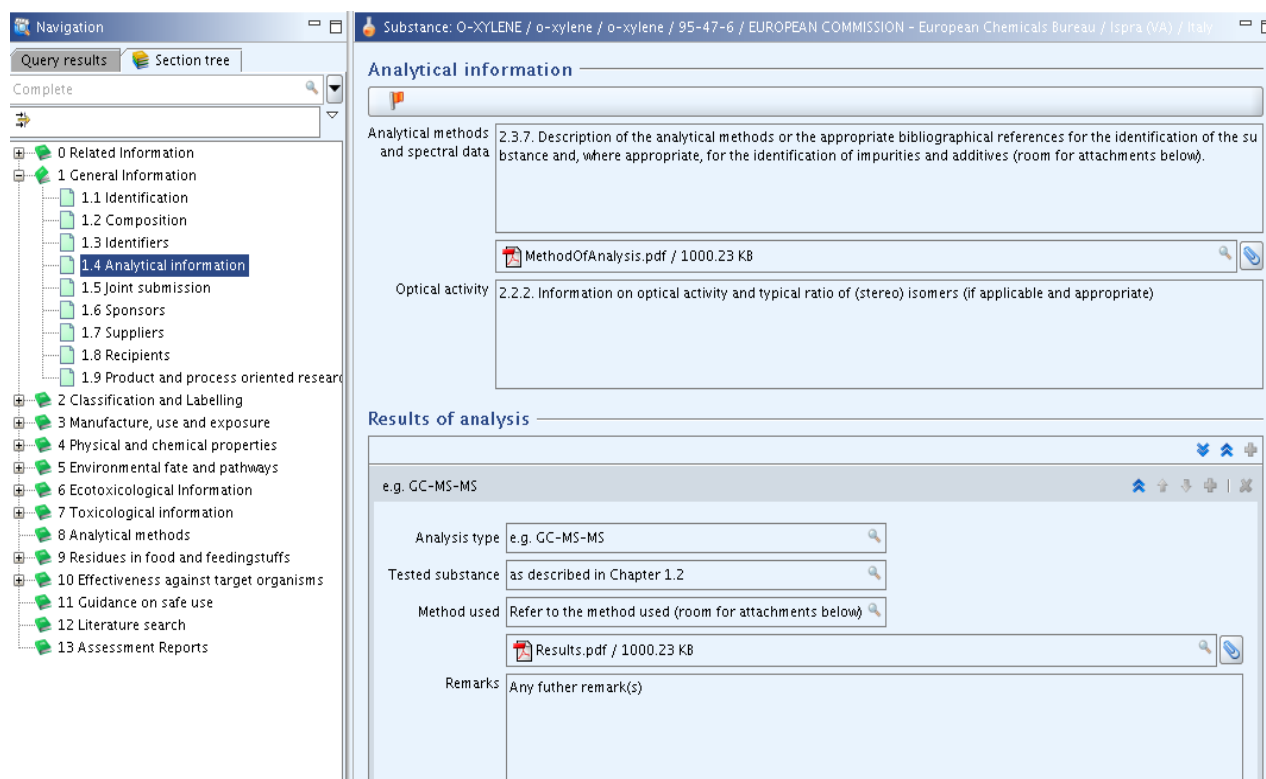 Navigation
Query results
Section tree
Complete
0 Related Information
1 General Information
1.1 Identification
1.2 Composition
1.3 Identifiers
1.4 Analytical information
1.5 Joint submission
1.6 Sponsors
1.7 Suppliers
1.8 Recipients
1.9 Product and process oriented researc
2 Classification and Labelling
3 Manufacture, use and exposure
4 Physical and chemical properties
5 Environmental fate and pathways
6 Ecotoxicological Information
7 Toxicological information
8 Analytical methods
9 Residues in food and feedingstuffs
10 Effectiveness against target organisms
11 Guidance on safe use
12 Literature search
13 Assessment Reports
Substance: O-XYLENE / o-xylene / o-xylene / 95-47-6 / EUROPEAN COMMISSION - European Chemicals Bureau / Ispra (VA) / Italy
Analytical information
Analytical methods
and spectral data
2.3.7. Description of the analytical methods or the appropriate bibliographical references for the identification of the su
bstance and, where appropriate, for the identification of impurities and additives (room for attachments below).
MethodOfAnalysis.pdf / 1000.23 KB
Optical activity
2.2.2. Information on optical activity and typical ratio of (stereo) isomers (if applicable and appropriate)
Results of analysis
e.g. GC-MS-MS
Analysis type
e.g. GC-MS-MS
Tested substance
as described in Chapter 1.2
Method used
Refer to the method used (room for attachments below)
Results.pdf / 1000.23 KB
Remarks
Any futher remark(s)